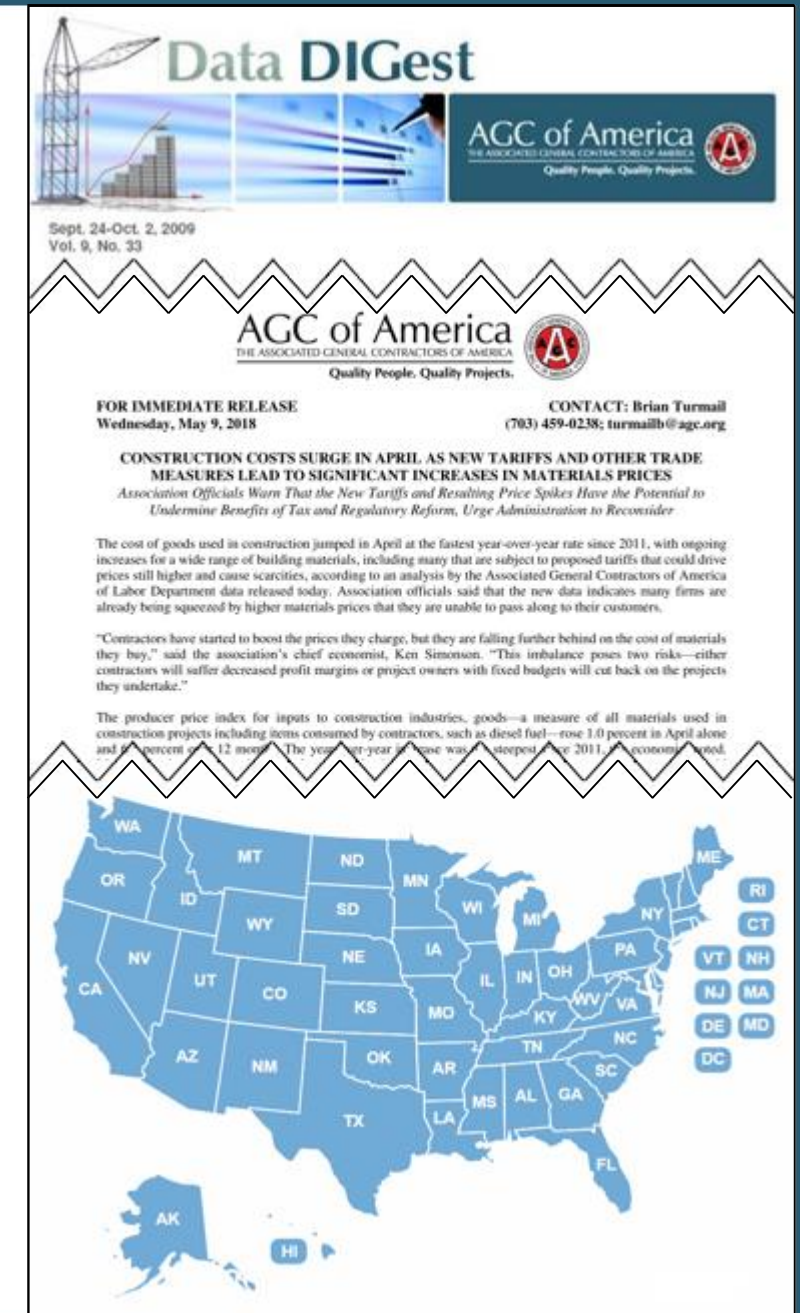 Data DIGest
AGC of America
THE ASSOCIATED GENERAL CONTRACTORS OF AMERICA
Quality People. Quality Projects.
Sept. 24-Oct. 2, 2009
Vol. 9, No. 33
AGC of America
THE ASSOCIATED GENERAL CONTRACTORS OF AMERICA
Quality People. Quality Projects.
FOR IMMEDIATE RELEASE CONTACT: Brian Turmail
Wednesday, May 9, 2018 (703) 459-0238; turmailb@agc.org
CONSTRUCTION COSTS SURGE IN APRIL AS NEW TARIFFS AND OTHER TRADE
MEASURES LEAD TO SIGNIFICANT INCREASES IN MATERIALS PRICES
Association Officials Warn That the New Tariffs and Resulting Price Spikes Have the Potential to
Undermine Benefits of Tax and Regulatory Reform, Urge Administration to Reconsider
The cost of goods used in construction jumped in April at the fastest year-over-year rate since 2011, with ongoing
increases for a wide range of building materials, including many that are subject to proposed tariffs that could drive
prices still higher and cause scarcities, according to an analysis by the Associated General Contractors of America
of Labor Department data released today. Association officials said that the new data indicates many firms are
already being squeezed by higher materials prices that they are unable to pass along to their customers.
“Contractors have started to boost the prices they charge, but they are falling further behind on the cost of materials
they buy,” said the association’s chief economist, Ken Simonson. “This imbalance poses two risks—either
contractors will suffer decreased profit margins or project owners with fixed budgets will cut back on the projects
they undertake.”
The producer price index for inputs to construction industries, goods—a measure of all materials used in
construction projects including items consumed by contractors, such as diesel fuel—rose 1.0 percent in April alone
and percent 12 The was steepest 2011, noted.
WA
MT
ND
MN
ME
OR
ID
SD
WI
MI
NY
RI
WY
CT
NV
NE
IA
PA
VT
NH
CA
UT
CO
IL
IN
OH
NJ
MA
KS
MO
KY
WV
VA
DE
MD
AZ
NM
OK
AR
TN
NC
DC
SC
TX
LA
MS
AL
GA
FL
AK
HI